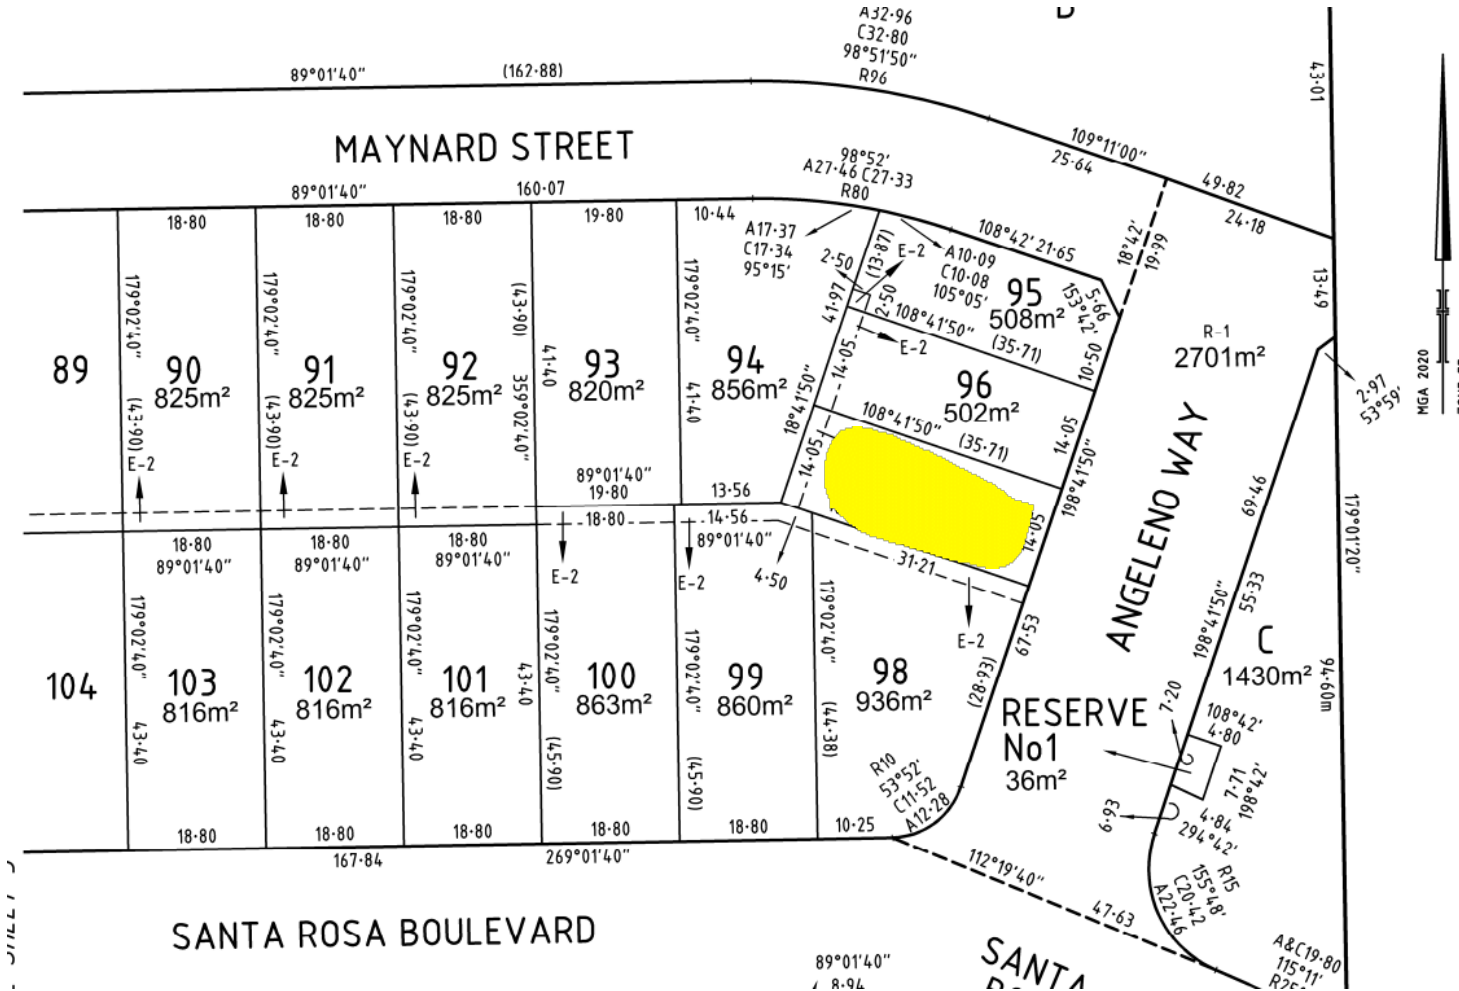 A32·96
C32·80
98°51'50"
R96
89°01'40"
(162·88)
43·01
MAYNARD STREET
109°11'00"
25·64
49·82
24·18
98°52'
A27·46 C27·33
R80
89°01'40"
160·07
18·80
18·80
18·80
19·80
10·44
A17·37
C17·34
95°15'
2·50
(13·87)
E-2
A10·09
C10·08
105°05'
108°42' 21·65
18°42'
19·99
13·49
179°02'40"
179°02'40"
179°02'40"
(43·90)
41·40
179°02'40"
41·97
2·50
95
508m²
5·66
153°42'
108°41'50"
(35·71)
10·50
R-1
2701m²
MGA 2020
89
90
825m²
91
825m²
92
825m²
93
820m²
94
856m²
E-2
14·05
96
502m²
2·97
53°59'
(43·90)
(43·90)
(43·90)
359°02'40"
41·40
18°41'50"
108°41'50"
(35·71)
14·05
14·05
198°41'50"
ANGELENO WAY
69·46
179°01'20"
E-2
E-2
E-2
89°01'40"
19·80
13·56
14·05
18·80
89°01'40"
18·80
89°01'40"
18·80
89°01'40"
18·80
14·56
89°01'40"
E-2
E-2
4·50
31·21
E-2
67·53
(28·93)
55·33
198°41'50"
C
1430m²
94·60m
179°02'40"
179°02'40"
179°02'40"
179°02'40"
179°02'40"
179°02'40"
104
103
816m²
102
816m²
101
816m²
100
863m²
99
860m²
98
936m²
43·40
43·40
43·40
43·40
(45·90)
(45·90)
(44·38)
RESERVE
No1
36m²
7·20
108°42'
4·80
7·71
198°42'
R10
53°52'
C11·52
A12·28
6·93
4·84
294°42'
18·80
18·80
18·80
18·80
18·80
10·25
167·84
269°01'40"
112°19'40"
47·63
R15
155°48'
C20·42
A22·46
SANTA ROSA BOULEVARD
89°01'40"
8·94
SANTA
A&C19·80
115°11'